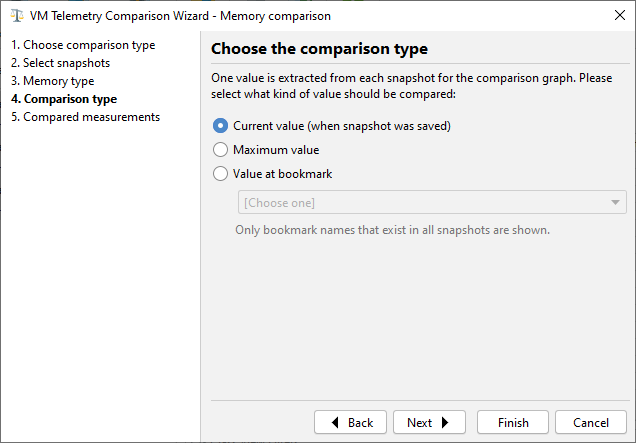 VM Telemetry Comparison Wizard - Memory comparison
1. Choose comparison type
2. Select snapshots
3. Memory type
4. Comparison type
5. Compared measurements
Choose the comparison type
One value is extracted from each snapshot for the comparison graph. Please
select what kind of value should be compared:
Current value (when snapshot was saved)
Maximum value
Value at bookmark
[Choose one]
Only bookmark names that exist in all snapshots are shown.
Back
Next
Finish
Cancel